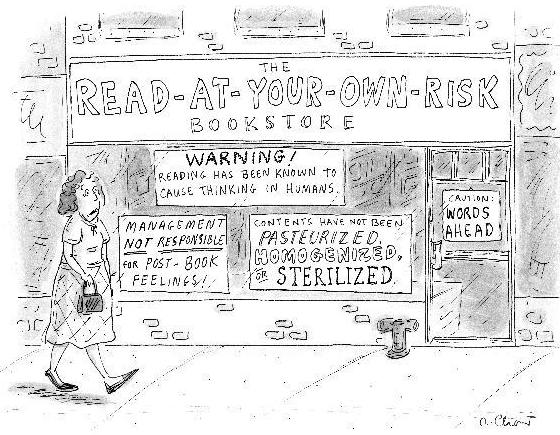 THE
READ-AT-YOUR-OWN-RISK
BOOKSTORE
WARNING!
READING HAS BEEN KNOWN TO
CAUSE THINKING IN HUMANS.
MANAGEMENT
NOT RESPONSIBLE
FOR POST-BOOK
FEELINGS!
CONTENTS HAVE NOT BEEN
PASTEURIZED,
HOMOGENIZED,
OR STERILIZED.
CAUTION:
WORDS
AHEAD